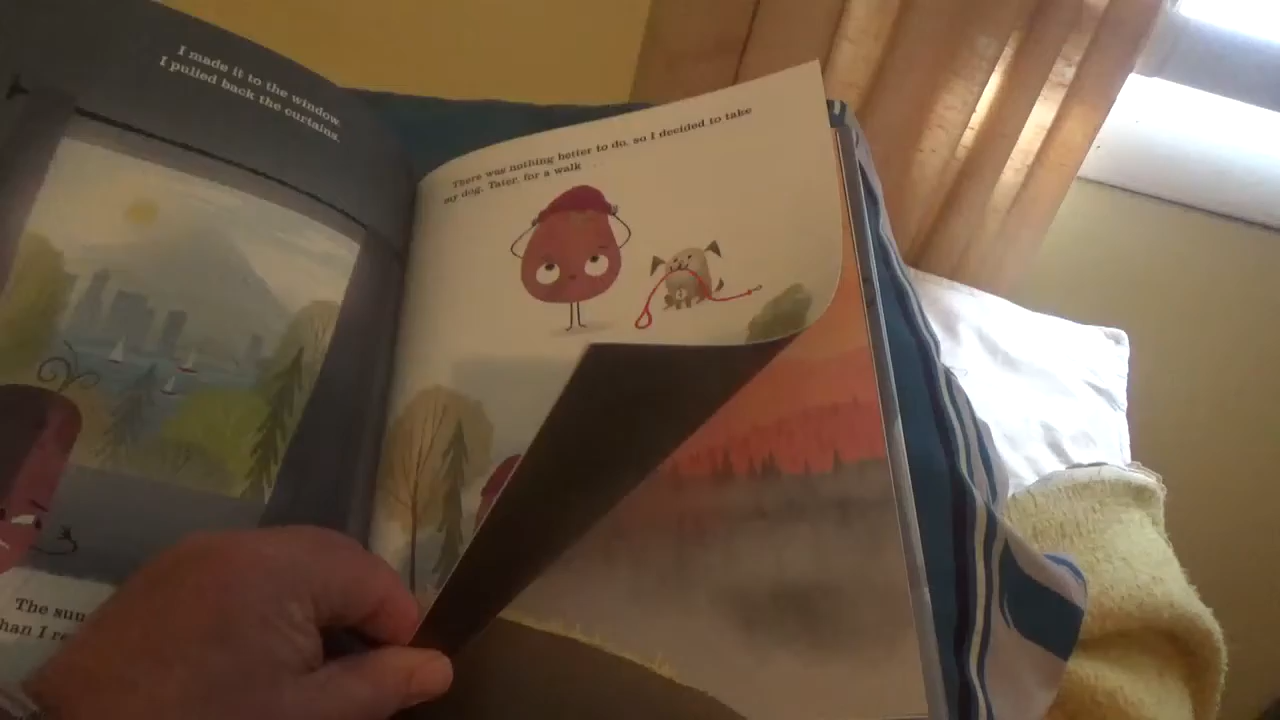 I made it to the window.
I pulled back the curtains.
The sun
than I
There was nothing better to do, so I decided to take
my dog, Tater, for a walk . . .